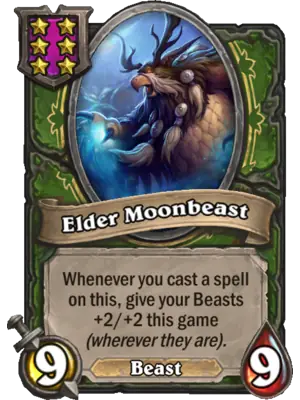 Elder Moonbeast
Whenever you cast a spell
on this, give your Beasts
+2/+2 this game
(wherever they are).
9
Beast
9